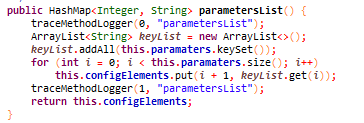 public HashMap<Integer, String> parametersList() {
traceMethodLogger(0, "parametersList");
ArrayList<String> keyList = new ArrayList<>();
keyList.addAll(this.paramaters.keySet());
for (int i = 0; i < this.paramaters.size(); i++)
this.configElements.put(i + 1, keyList.get(i));
traceMethodLogger(1, "parametersList");
return this.configElements;
}